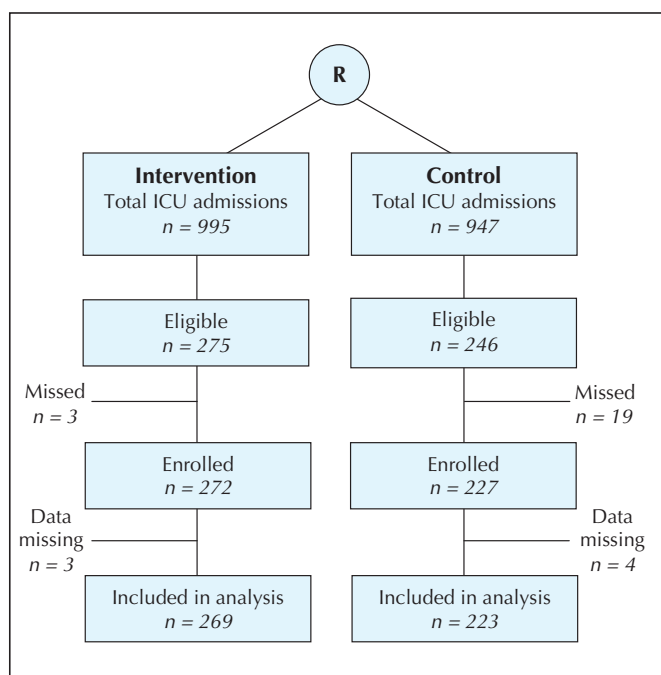 R
Intervention
Total ICU admissions
n = 995
Control
Total ICU admissions
n = 947
Eligible
n = 275
Eligible
n = 246
Missed
n = 3
Missed
n = 19
Enrolled
n = 272
Enrolled
n = 227
Data
missing
n = 3
Data
missing
n = 4
Included in analysis
n = 269
Included in analysis
n = 223